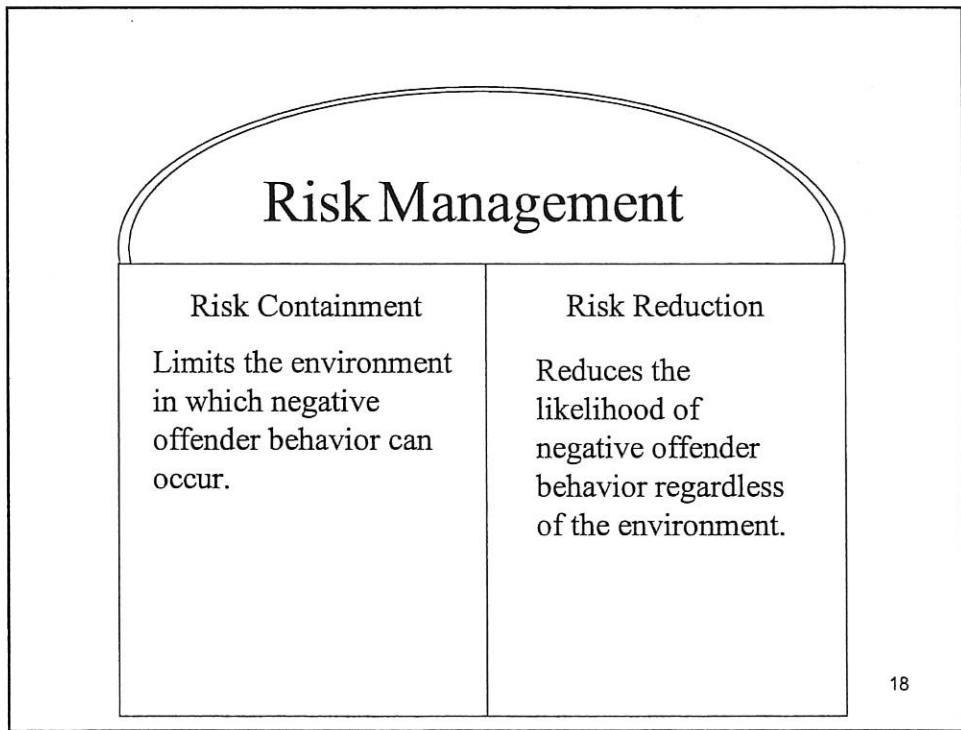 Risk Management
Risk Containment
Limits the environment
in which negative
offender behavior can
occur.
Risk Reduction
Reduces the
likelihood of
negative offender
behavior regardless
of the environment.
18